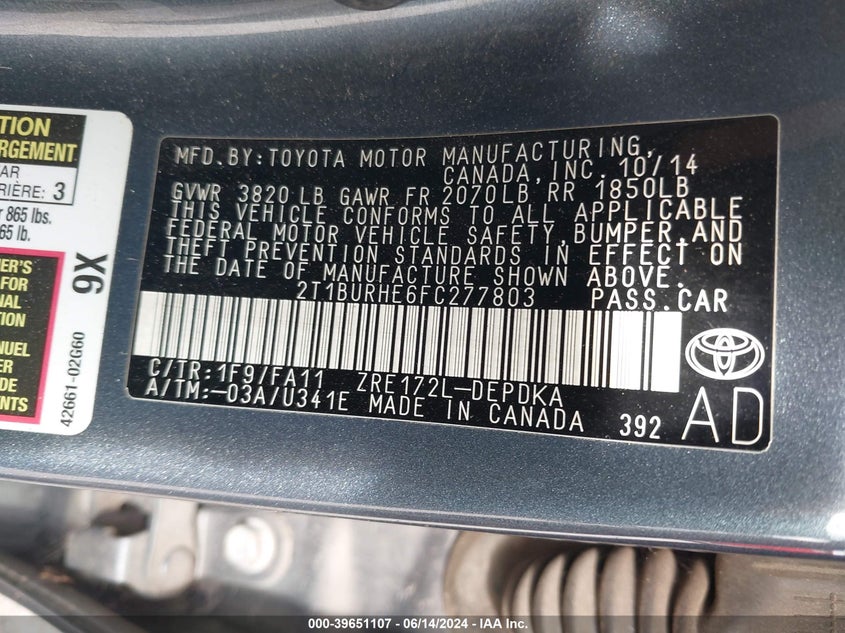 TION
ARGEMENT
AR
RIÈRE: 3
865 lbs.
65 lb.
NER'S
FOR
NAL
TION
NUEL
ER
DE
TS.
9X
42661-02G60
MFD.BY:TOYOTA MOTOR MANUFACTURING,
CANADA,INC. 10/14
GVWR 3820 LB GAWR FR 2070LB RR 1850LB
THIS VEHICLE CONFORMS TO ALL APPLICABLE
FEDERAL MOTOR VEHICLE SAFETY,BUMPER,AND
THEFT PREVENTION STANDARDS IN EFFECT ON
THE DATE OF MANUFACTURE SHOWN ABOVE.
2T1BURHE6FC277803 PASS.CAR
C/TR:1F9/FA11 ZRE172L-DEPDKA
A/TM:-03A/U341E MADE IN CANADA 392 AD
000-39651107 - 06/14/2024 - IAA Inc.